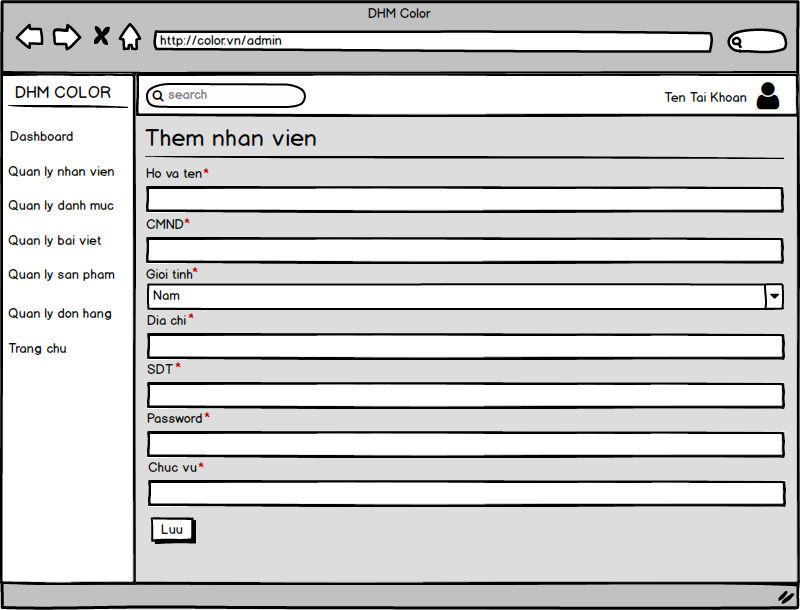 DHM Color
http://color.vn/admin
DHM COLOR
search
Ten Tai Khoan
Dashboard
Quan ly nhan vien
Quan ly danh muc
Quan ly bai viet
Quan ly san pham
Quan ly don hang
Trang chu
Them nhan vien
Ho va ten*
CMND*
Gioi tinh*
Nam
Dia chi*
SDT*
Password*
Chuc vu*
Luu